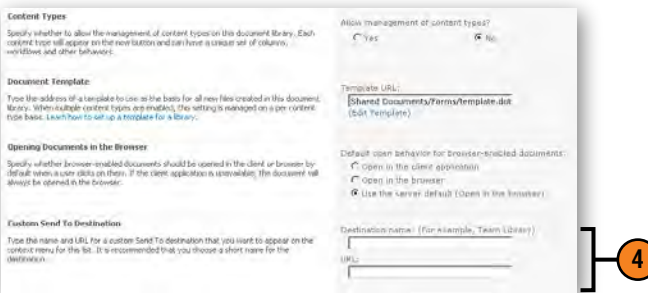 Content Types
Specify whether to allow the management of content types on this document library. Each
content type will appear on the new button and can have a unique set of columns,
workflows and other behaviors.
Allow management of content types?
Yes No
Document Template
Type the address of a template to use as the basis for all new files created in this document
library. When multiple content types are enabled, this setting is managed on a per content
type basis. Learn how to set up a template for a library.
Template URL:
Shared Documents/Forms/template.dot
(Edit Template)
Opening Documents in the Browser
Specify whether browser-enabled documents should be opened in the client or browser by
default when a user clicks on them. If the client application is unavailable, the document will
always be opened in the browser.
Default open behavior for browser-enabled documents:
Open in the client application
Open in the browser
Use the server default (Open in the browser)
Custom Send To Destination
Type the name and URL for a custom Send To destination that you want to appear on the
context menu for this list. It is recommended that you choose a short name for the
destination.
Destination name: (For example, Team Library)
URL:
4